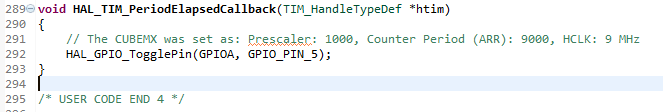 289 void HAL_TIM_PeriodElapsedCallback(TIM_HandleTypeDef *htim)
290 {
291     // The CUBEMX was set as: Prescaler: 1000, Counter Period (ARR): 9000, HCLK: 9 MHz
292     HAL_GPIO_TogglePin(GPIOA, GPIO_PIN_5);
293 }
294
295 /* USER CODE END 4 */